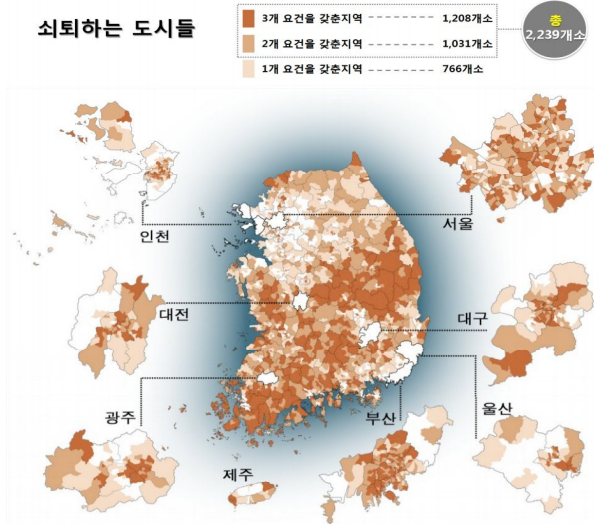 쇠퇴하는 도시들
3개 요건을 갖춘지역 1,208개소
2개 요건을 갖춘지역 1,031개소
1개 요건을 갖춘지역 766개소
총
2,239개소
인천
서울
대전
대구
광주
부산
울산
제주